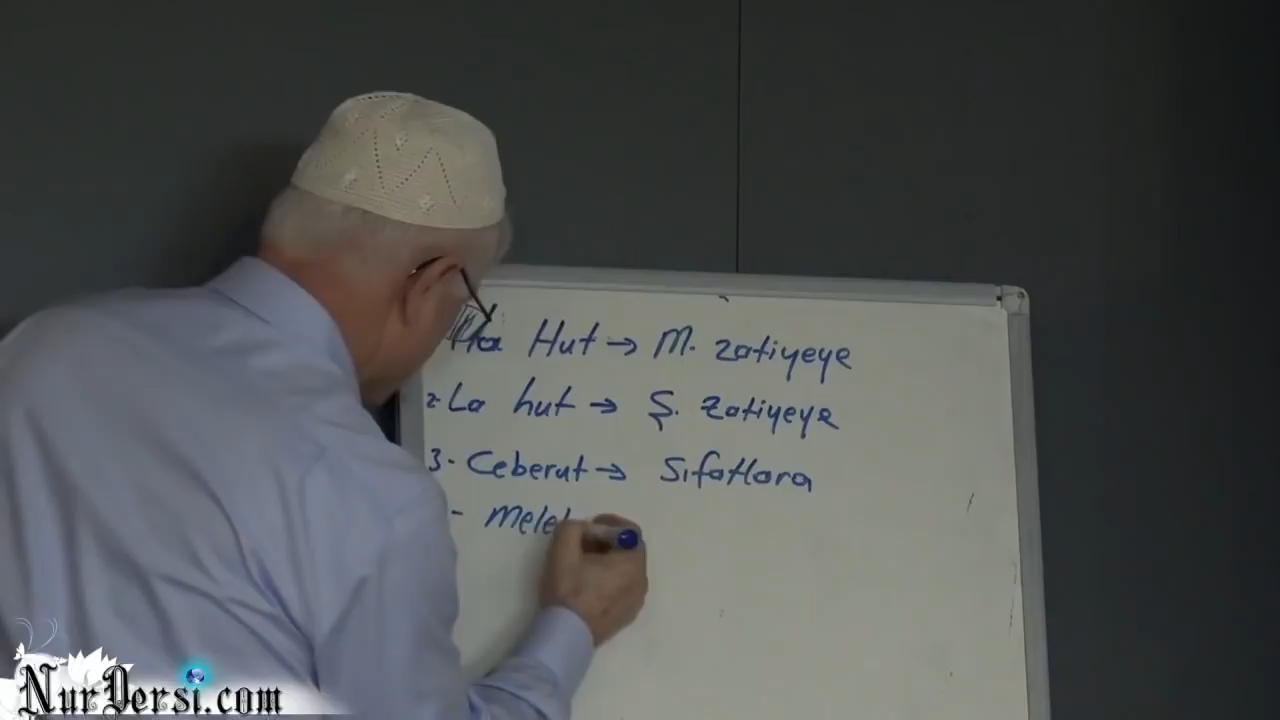 Ha Hut → M. zatiyeye
2- La hut → Ş. Zatiyeye
3- Ceberut → Sıfatlara
- Melek
NurDersi.com